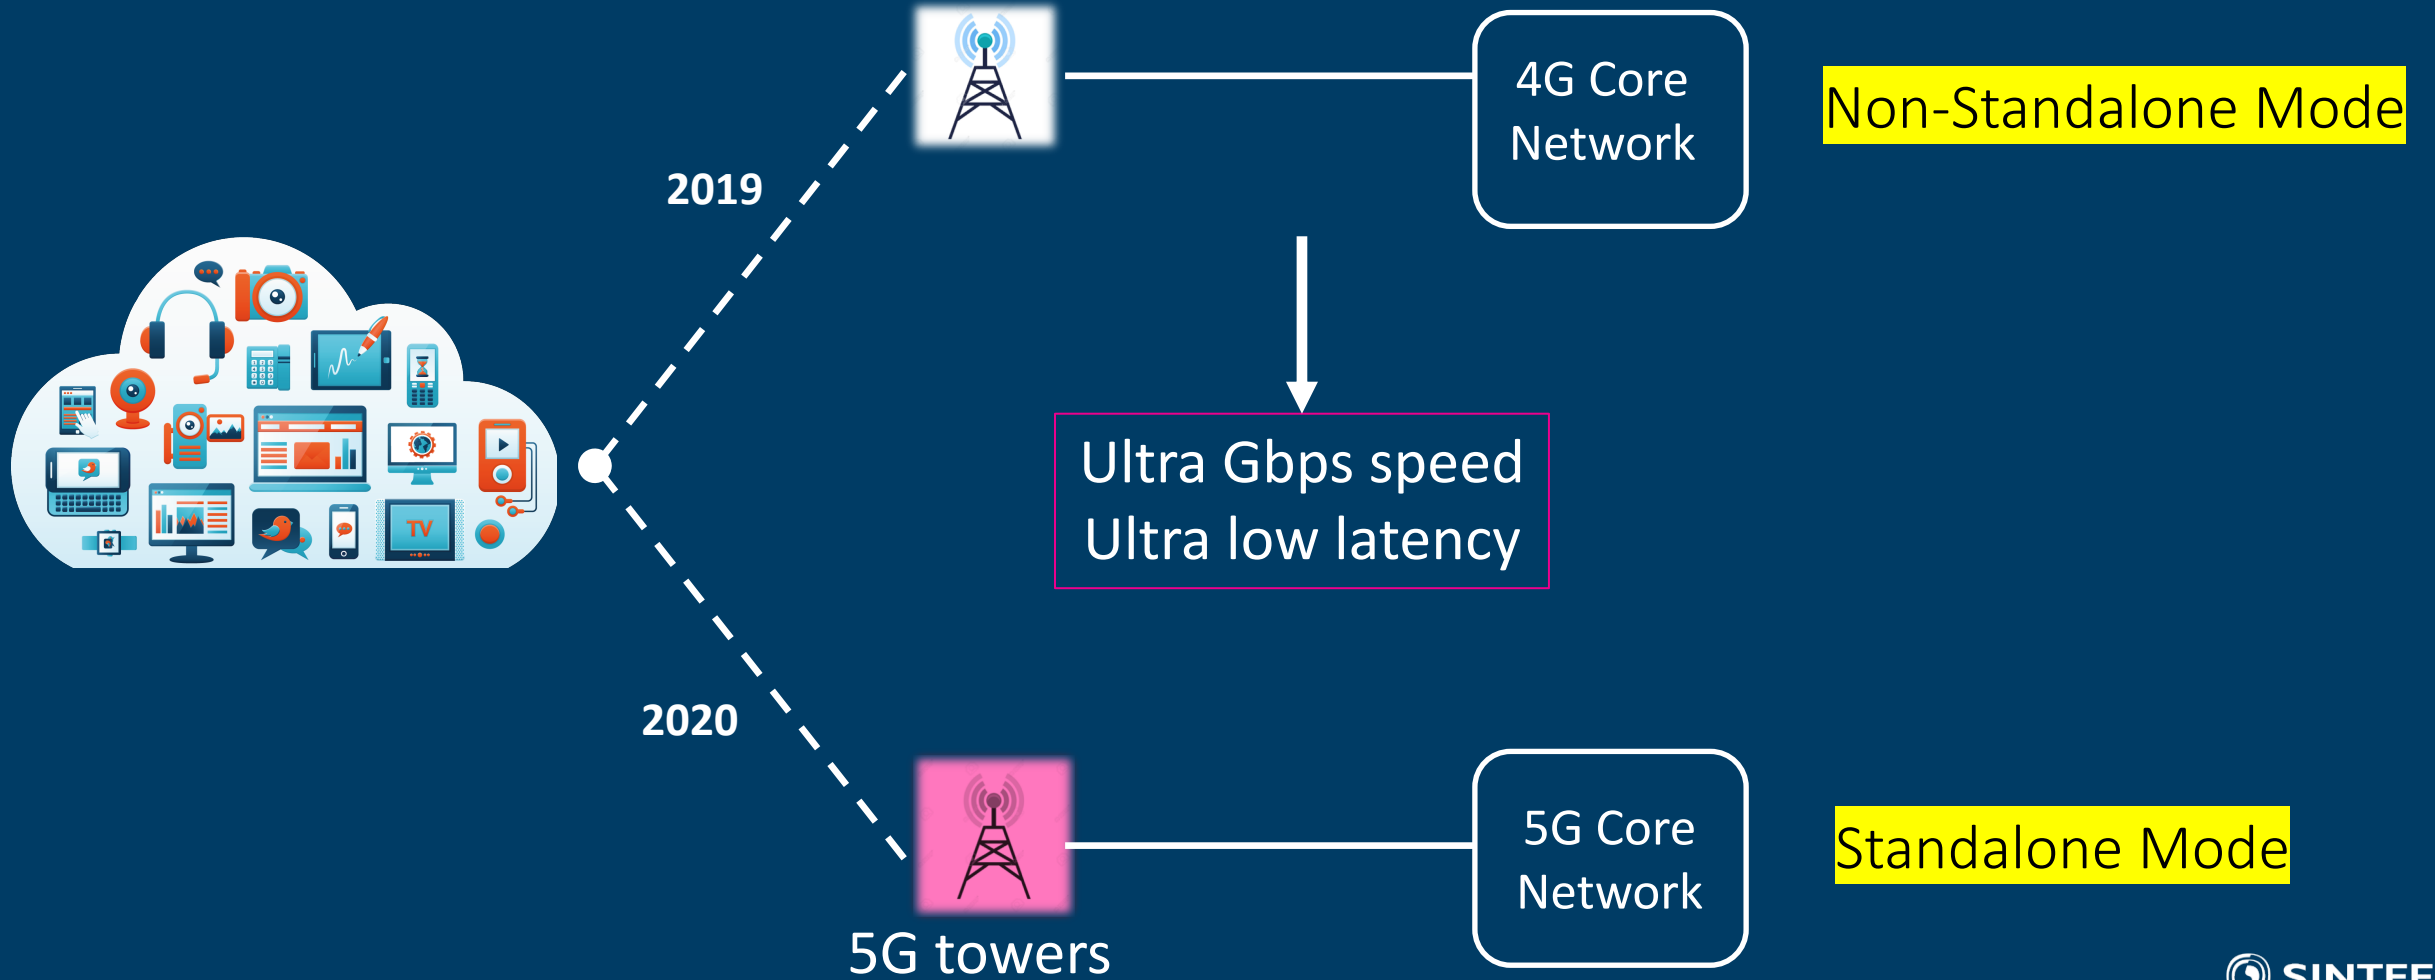 4G Core
Network
Non-Standalone Mode
2019
Ultra Gbps speed
Ultra low latency
TV
2020
5G Core
Network
Standalone Mode
5G towers
SINTEF